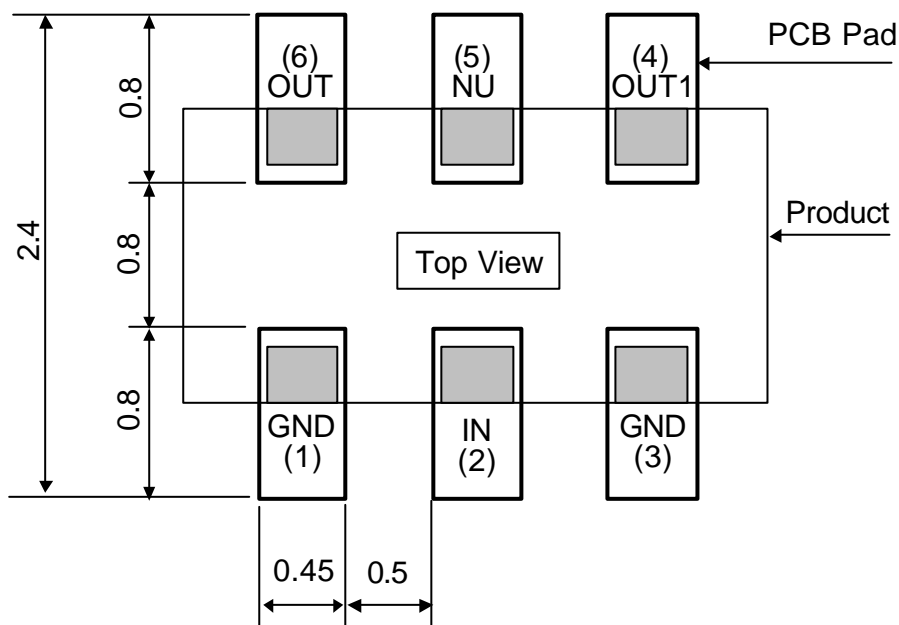 (6)
OUT
(5)
NU
(4)
OUT1
PCB Pad
0.8
2.4
0.8
Product
Top View
0.8
GND
(1)
IN
(2)
GND
(3)
0.45
0.5